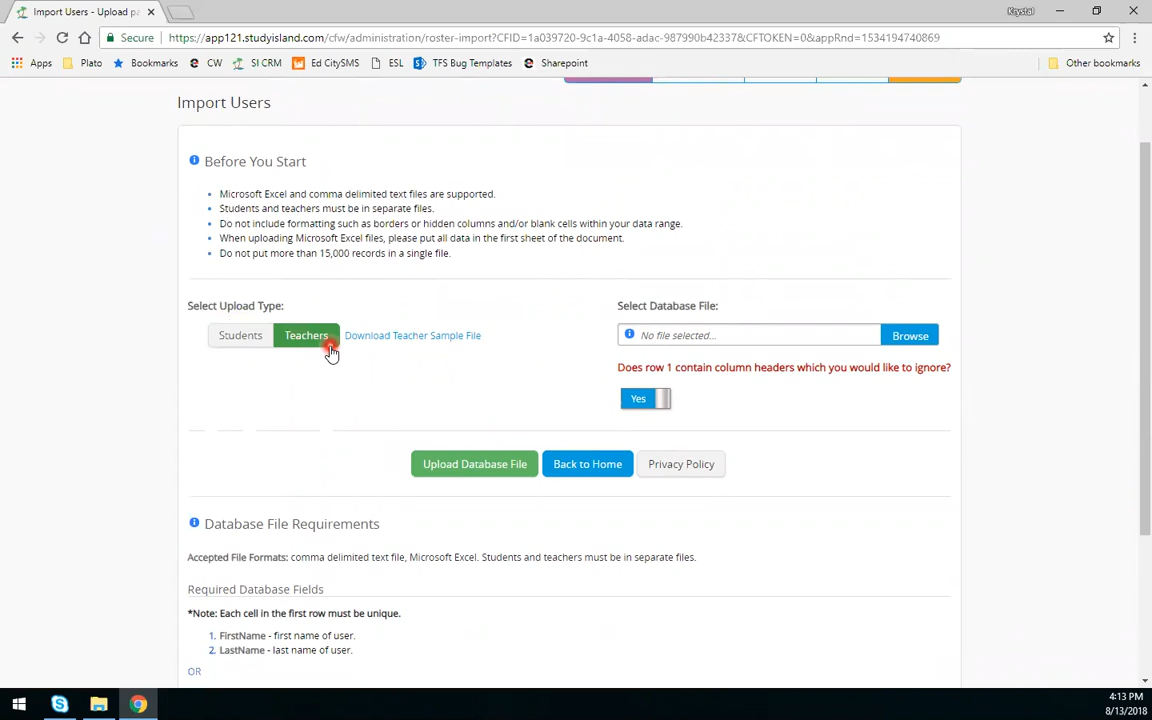 Import Users - Upload pa
Krystal
Secure
https://app121.studyisland.com/cfw/administration/roster-import?CFID=1a039720-9c1a-4058-adac-987990b42337&CFTOKEN=0&appRnd=1534194740869
Apps Plato Bookmarks CW SI CRM Ed CitySMS ESL TFS Bug Templates Sharepoint Other bookmarks
Import Users
Before You Start
Microsoft Excel and comma delimited text files are supported.
Students and teachers must be in separate files.
Do not include formatting such as borders or hidden columns and/or blank cells within your data range.
When uploading Microsoft Excel files, please put all data in the first sheet of the document.
Do not put more than 15,000 records in a single file.
Select Upload Type: Select Database File:
Students Teachers Download Teacher Sample File No file selected... Browse
Does row 1 contain column headers which you would like to ignore?
Yes
Upload Database File Back to Home Privacy Policy
Database File Requirements
Accepted File Formats: comma delimited text file, Microsoft Excel. Students and teachers must be in separate files.
Required Database Fields
*Note: Each cell in the first row must be unique.
1. FirstName - first name of user.
2. LastName - last name of user.
OR
4:13 PM
8/13/2018